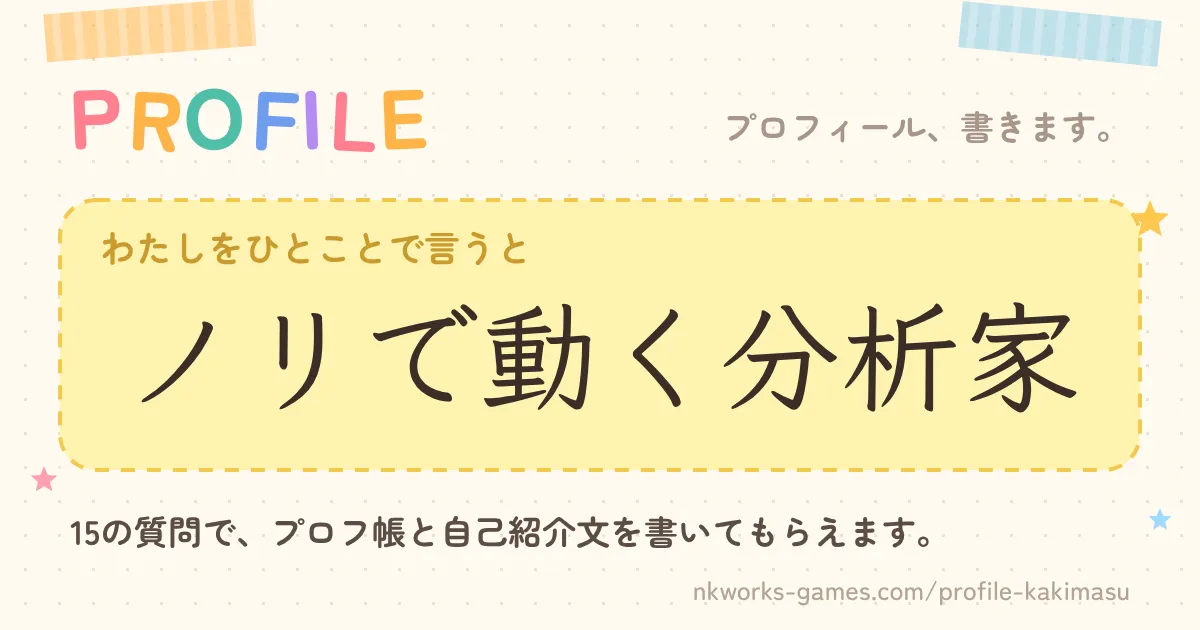 PROFILE
プロフィール、書きます。
わたしをひとことで言うと
ノリで動く分析家
15の質問で、プロフ帳と自己紹介文を書いてもらえます。
nkworks-games.com/profile-kakimasu